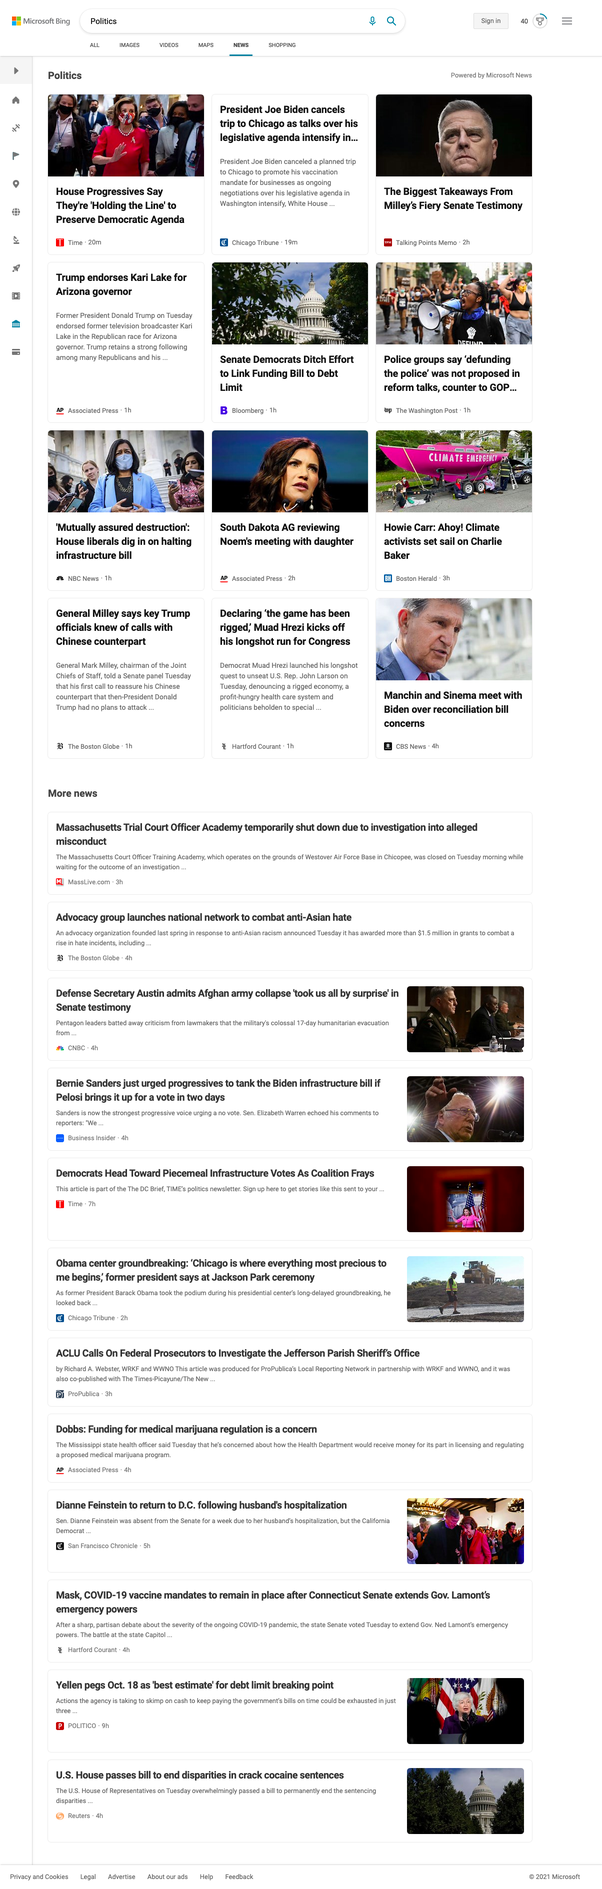 Microsoft Bing
Politics
Sign in
40
ALL
IMAGES
VIDEOS
MAPS
NEWS
SHOPPING
Politics
Powered by Microsoft News
House Progressives Say
They're 'Holding the Line' to
Preserve Democratic Agenda
Time · 20m
President Joe Biden cancels
trip to Chicago as talks over his
legislative agenda intensify in…
President Joe Biden canceled a planned trip
to Chicago to promote his vaccination
mandate for businesses as ongoing
negotiations over his legislative agenda in
Washington intensify, White House ...
Chicago Tribune · 19m
The Biggest Takeaways From
Milley's Fiery Senate Testimony
Talking Points Memo · 2h
Trump endorses Kari Lake for
Arizona governor
Former President Donald Trump on Tuesday
endorsed former television broadcaster Kari
Lake in the Republican race for Arizona
governor. Trump retains a strong following
among many Republicans and his ...
AP Associated Press · 1h
Senate Democrats Ditch Effort
to Link Funding Bill to Debt
Limit
B Bloomberg · 1h
DEFUND
Police groups say 'defunding
the police' was not proposed in
reform talks, counter to GOP…
wp The Washington Post · 1h
'Mutually assured destruction':
House liberals dig in on halting
infrastructure bill
NBC News · 1h
South Dakota AG reviewing
Noem's meeting with daughter
AP Associated Press · 2h
CLIMATE EMERGENCY
Howie Carr: Ahoy! Climate
activists set sail on Charlie
Baker
Boston Herald · 3h
General Milley says key Trump
officials knew of calls with
Chinese counterpart
General Mark Milley, chairman of the Joint
Chiefs of Staff, told a Senate panel Tuesday
that his first call to reassure his Chinese
counterpart that then-President Donald
Trump had no plans to attack ...
The Boston Globe · 1h
Declaring 'the game has been
rigged,' Muad Hrezi kicks off
his longshot run for Congress
Democrat Muad Hrezi launched his longshot
quest to unseat U.S. Rep. John Larson on
Tuesday, denouncing a rigged economy, a
profit-hungry health care system and
politicians beholden to special ...
Hartford Courant · 1h
Manchin and Sinema meet with
Biden over reconciliation bill
concerns
CBS News · 4h
More news
Massachusetts Trial Court Officer Academy temporarily shut down due to investigation into alleged
misconduct
The Massachusetts Court Officer Training Academy, which operates on the grounds of Westover Air Force Base in Chicopee, was closed on Tuesday morning while
waiting for the outcome of an investigation ...
MassLive.com · 3h
Advocacy group launches national network to combat anti-Asian hate
An advocacy organization founded last spring in response to anti-Asian racism announced Tuesday it has awarded more than $1.5 million in grants to combat a
rise in hate incidents, including ...
The Boston Globe · 4h
Defense Secretary Austin admits Afghan army collapse 'took us all by surprise' in
Senate testimony
Pentagon leaders batted away criticism from lawmakers that the military's colossal 17-day humanitarian evacuation
from ...
CNBC · 4h
Bernie Sanders just urged progressives to tank the Biden infrastructure bill if
Pelosi brings it up for a vote in two days
Sanders is now the strongest progressive voice urging a no vote. Sen. Elizabeth Warren echoed his comments to
reporters: "We ...
Business Insider · 4h
Democrats Head Toward Piecemeal Infrastructure Votes As Coalition Frays
This article is part of the The DC Brief, TIME's politics newsletter. Sign up here to get stories like this sent to your ...
Time · 7h
Obama center groundbreaking: 'Chicago is where everything most precious to
me begins,' former president says at Jackson Park ceremony
As former President Barack Obama took the podium during his presidential center's long-delayed groundbreaking, he
looked back ...
Chicago Tribune · 2h
ACLU Calls On Federal Prosecutors to Investigate the Jefferson Parish Sheriff's Office
by Richard A. Webster, WRKF and WWNO This article was produced for ProPublica's Local Reporting Network in partnership with WRKF and WWNO, and it was
also co-published with The Times-Picayune/The New ...
ProPublica · 3h
Dobbs: Funding for medical marijuana regulation is a concern
The Mississippi state health officer said Tuesday that he's concerned about how the Health Department would receive money for its part in licensing and regulating
a proposed medical marijuana program.
AP Associated Press · 4h
Dianne Feinstein to return to D.C. following husband's hospitalization
Sen. Dianne Feinstein was absent from the Senate for a week due to her husband's hospitalization, but the California
Democrat ...
San Francisco Chronicle · 5h
Mask, COVID-19 vaccine mandates to remain in place after Connecticut Senate extends Gov. Lamont's
emergency powers
After a sharp, partisan debate about the severity of the ongoing COVID-19 pandemic, the state Senate voted Tuesday to extend Gov. Ned Lamont's emergency
powers. The battle at the state Capitol ...
Hartford Courant · 4h
Yellen pegs Oct. 18 as 'best estimate' for debt limit breaking point
Actions the agency is taking to skimp on cash to keep paying the government's bills on time could be exhausted in just
three ...
POLITICO · 9h
U.S. House passes bill to end disparities in crack cocaine sentences
The U.S. House of Representatives on Tuesday overwhelmingly passed a bill to permanently end the sentencing
disparities ...
Reuters · 4h
Privacy and Cookies
Legal
Advertise
About our ads
Help
Feedback
© 2021 Microsoft